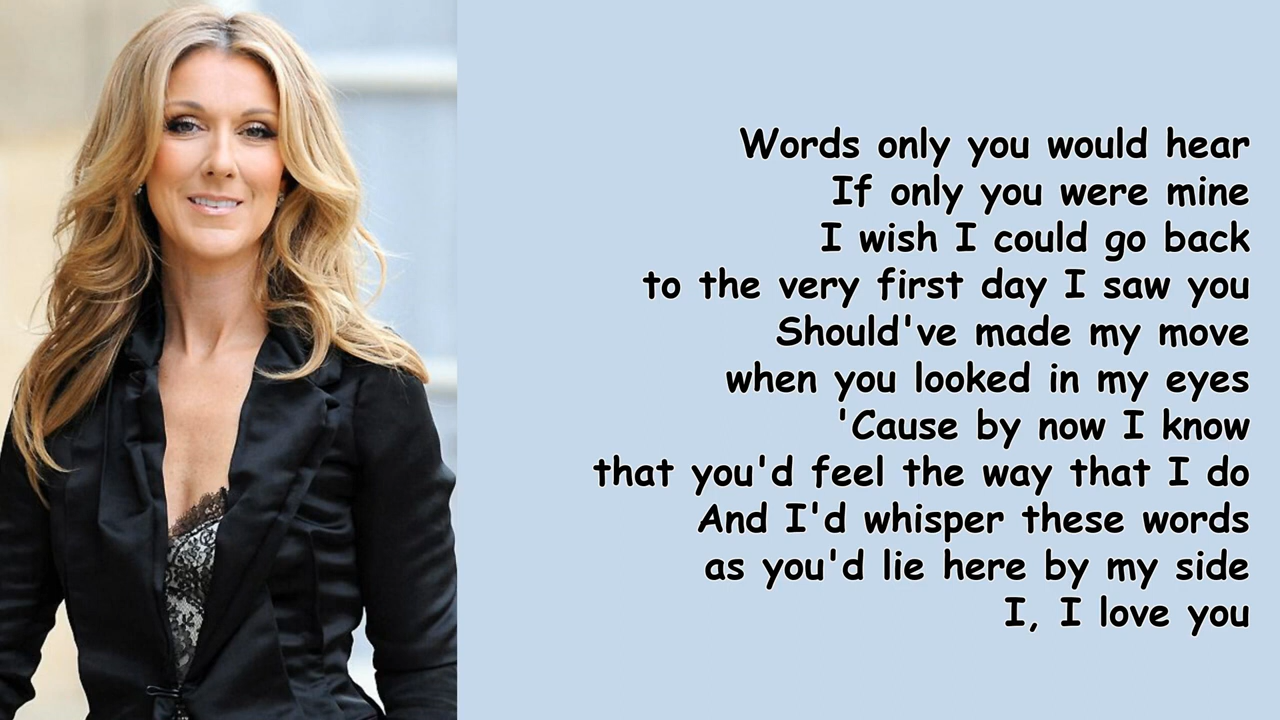 Words only you would hear
If only you were mine
I wish I could go back
to the very first day I saw you
Should've made my move
when you looked in my eyes
'Cause by now I know
that you'd feel the way that I do
And I'd whisper these words
as you'd lie here by my side
I, I love you